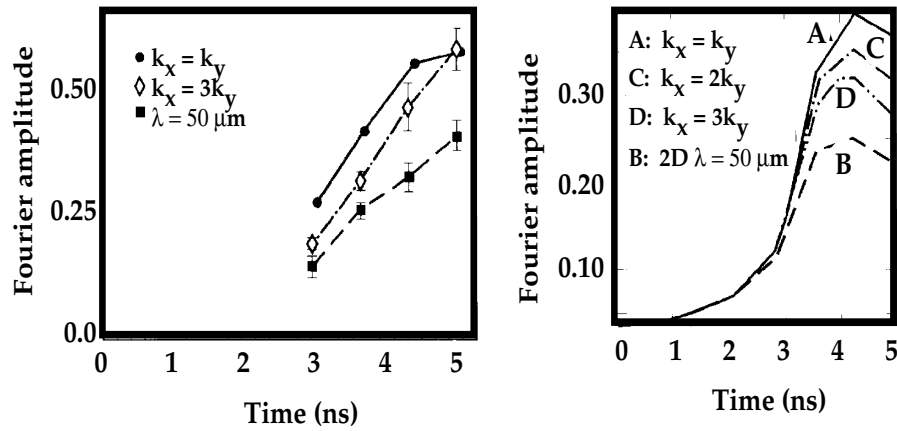 Fourier amplitude
0.50
0.25
0.0
k_x = k_y
k_x = 3k_y
λ = 50 µm
0 1 2 3 4 5
Time (ns)
Fourier amplitude
0.30
0.20
0.10
A: k_x = k_y
C: k_x = 2k_y
D: k_x = 3k_y
B: 2D λ = 50 µm
A
C
D
B
0 1 2 3 4 5
Time (ns)